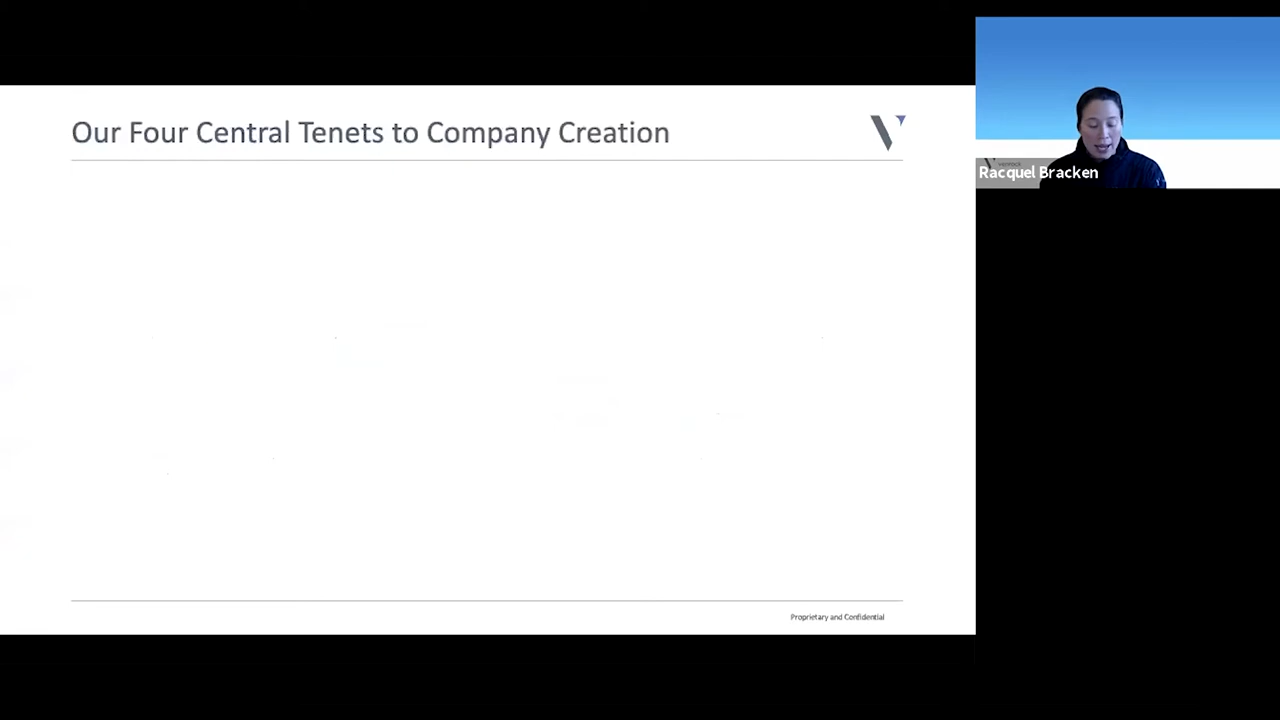 Our Four Central Tenets to Company Creation
Racquel Bracken
Proprietary and Confidential